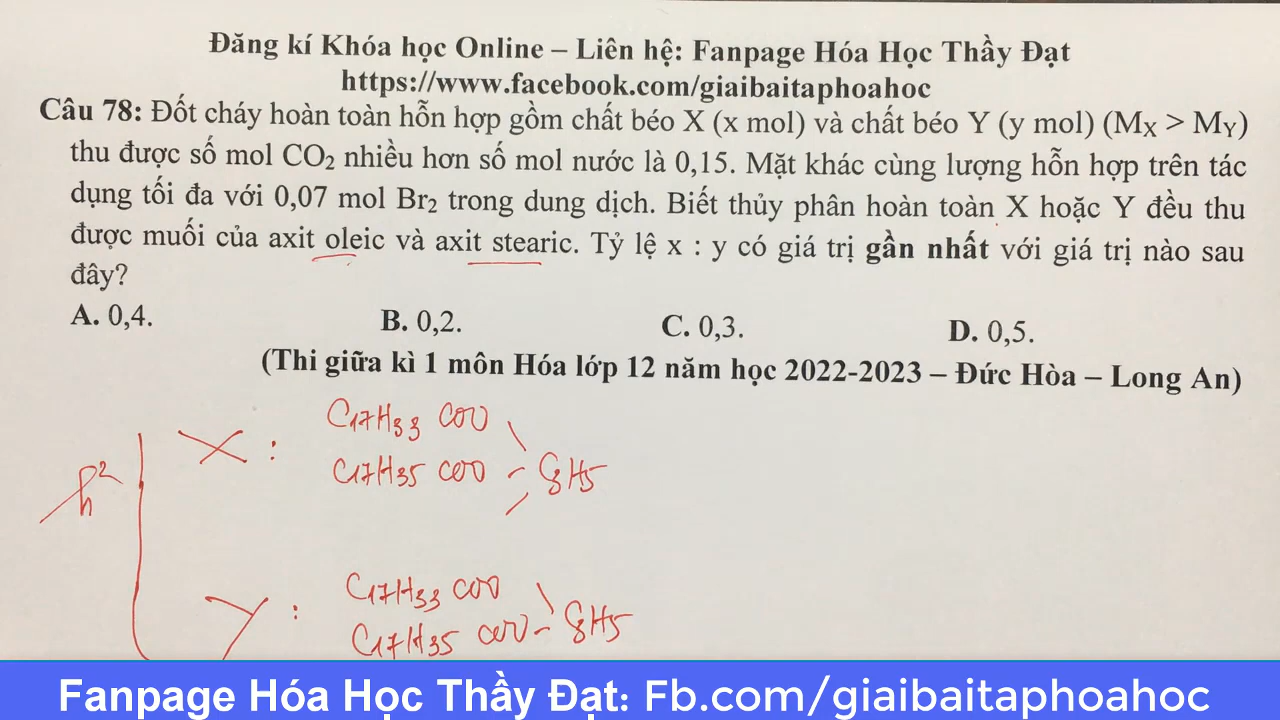 Đăng kí Khóa học Online – Liên hệ: Fanpage Hóa Học Thầy Đạt
https://www.facebook.com/giaibaitaphoahoc
Câu 78: Đốt cháy hoàn toàn hỗn hợp gồm chất béo X (x mol) và chất béo Y (y mol) (Mₓ > Mᵧ)
thu được số mol CO₂ nhiều hơn số mol nước là 0,15. Mặt khác cùng lượng hỗn hợp trên tác
dụng tối đa với 0,07 mol Br₂ trong dung dịch. Biết thủy phân hoàn toàn X hoặc Y đều thu
được muối của axit oleic và axit stearic. Tỷ lệ x : y có giá trị gần nhất với giá trị nào sau
đây?
A. 0,4. B. 0,2. C. 0,3. D. 0,5.
(Thi giữa kì 1 môn Hóa lớp 12 năm học 2022-2023 – Đức Hòa – Long An)
X : C17H33 COO
C17H35 COO C3H5
h²
Y : C17H33 COO
C17H35 COO C3H5
Fanpage Hóa Học Thầy Đạt: Fb.com/giaibaitaphoahoc